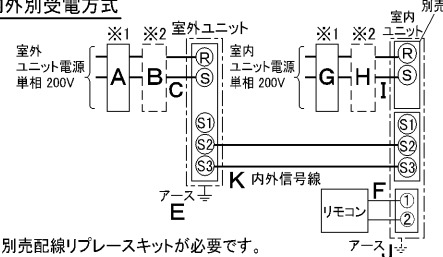 内外別受電方式
別売
※1 ※2 室外ユニット
※1 ※2 室内ユニット
室外
ユニット電源
単相 200V
A B C
R
S
S1
S2
S3
アース
E
室内
ユニット電源
単相 200V
G H I
R
S
S1
S2
S3
K 内外信号線
F
リモコン
①
②
アース
J
別売配線リプレースキットが必要です。